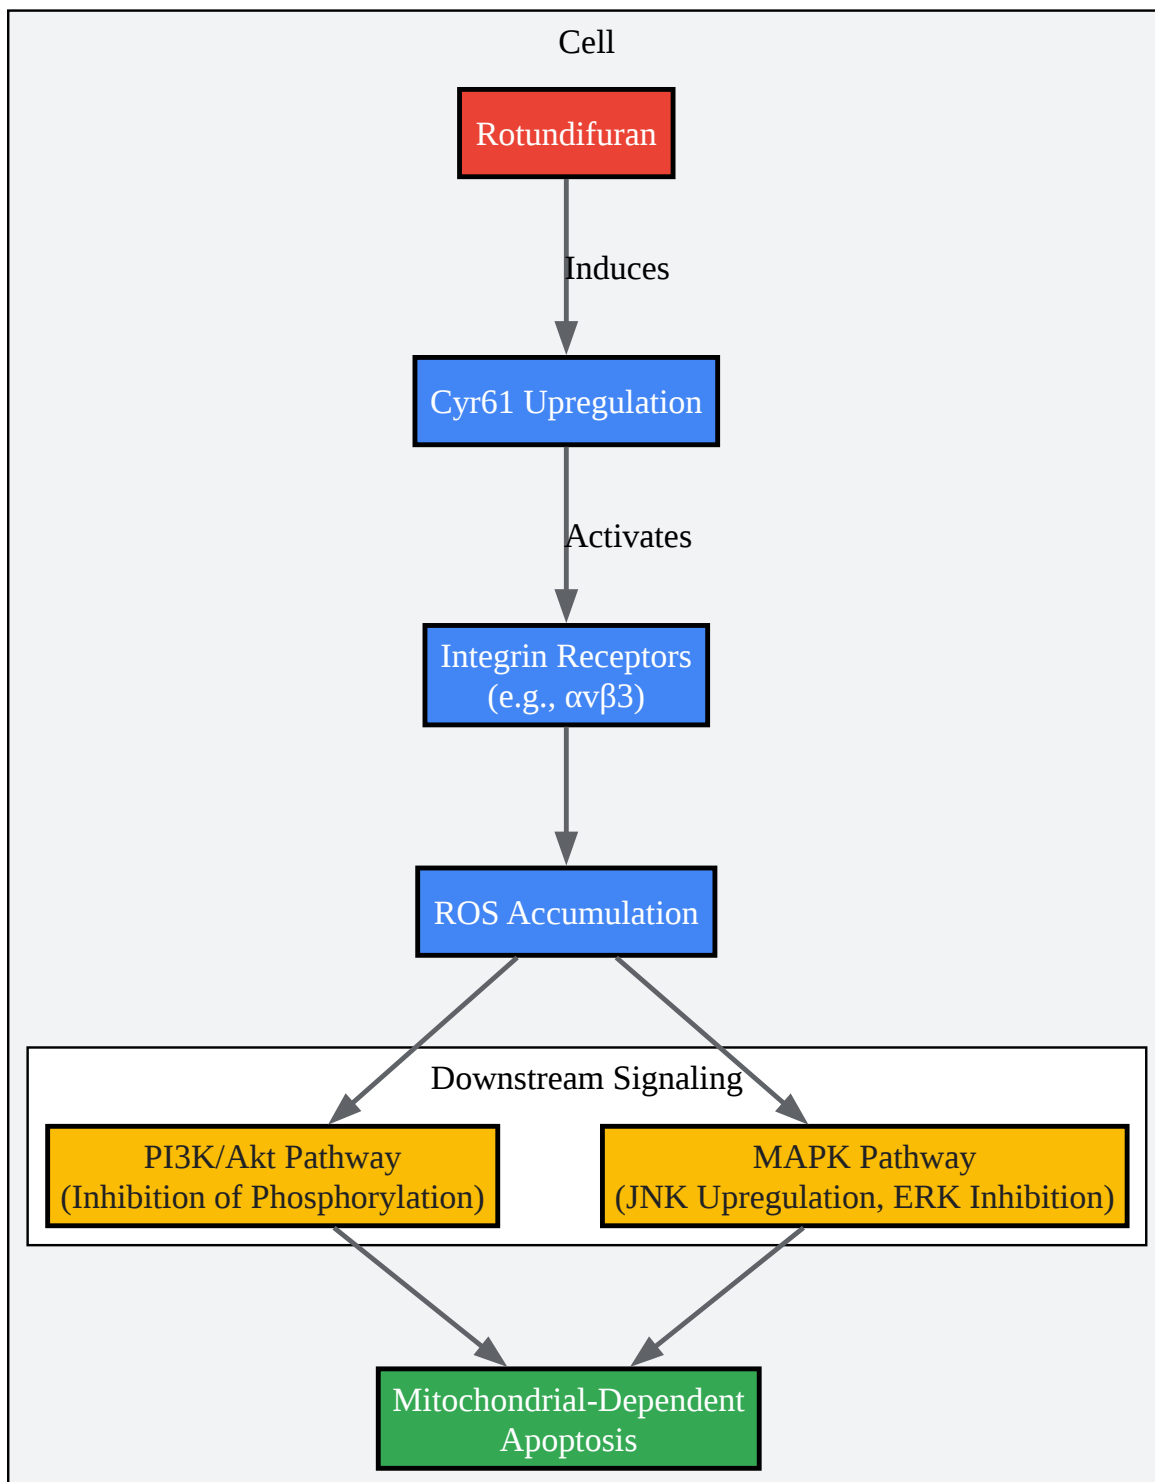 Cell
Rotundifuran
Induces
Cyr61 Upregulation
Activates
Integrin Receptors
(e.g., αvβ3)
ROS Accumulation
Downstream Signaling
PI3K/Akt Pathway
(Inhibition of Phosphorylation)
MAPK Pathway
(JNK Upregulation, ERK Inhibition)
Mitochondrial-Dependent
Apoptosis